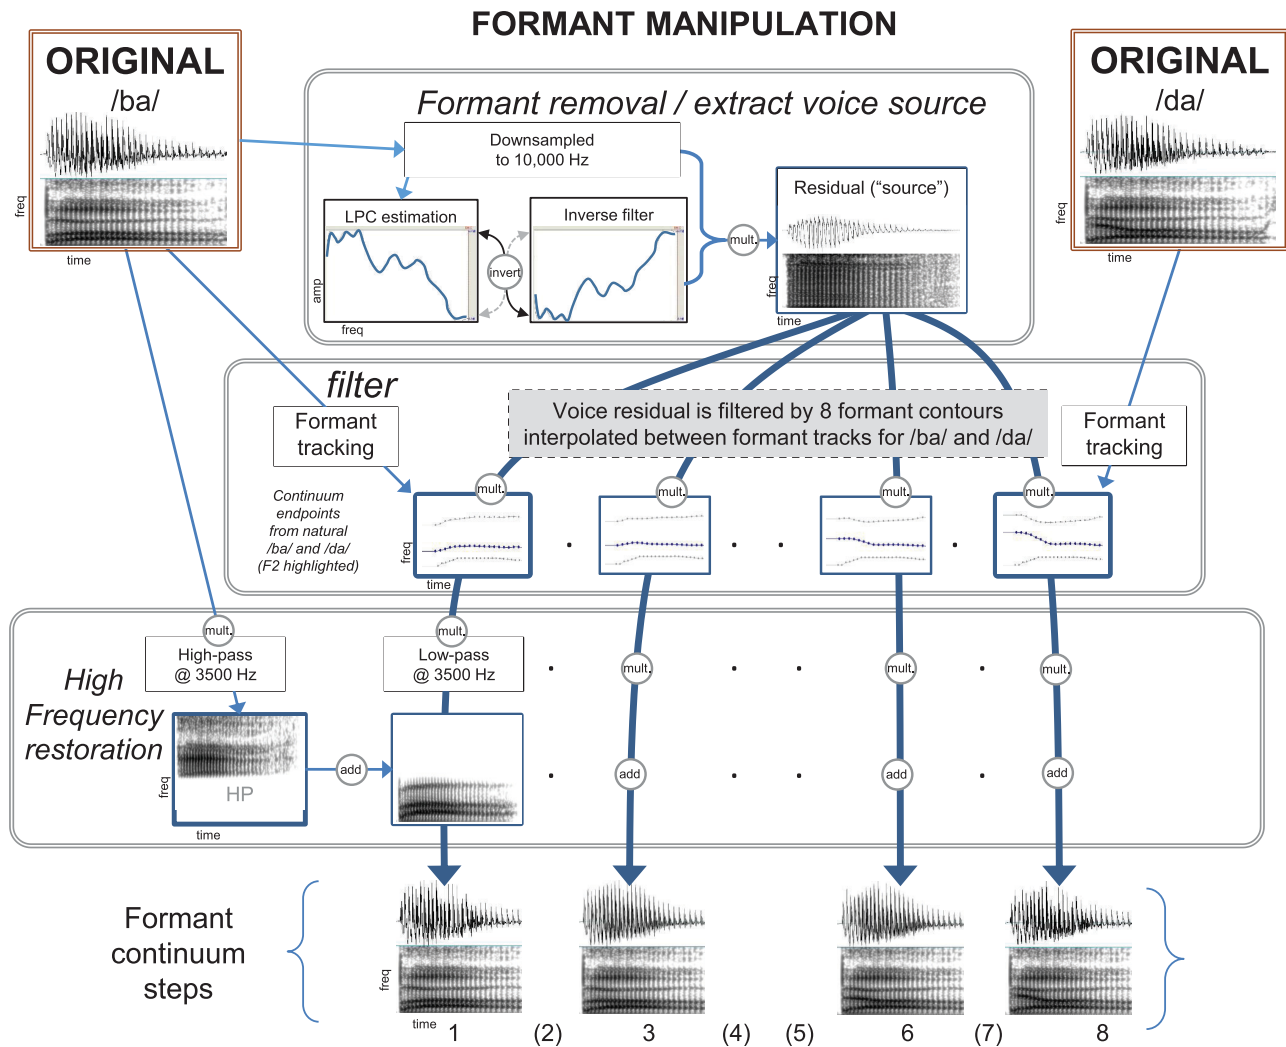 FORMANT MANIPULATION
ORIGINAL
/ba/
freq
time
ORIGINAL
/da/
freq
time
Formant removal / extract voice source
Downsampled
to 10,000 Hz
LPC estimation
amp
freq
invert
Inverse filter
mult.
Residual (“source”)
freq
time
filter
Formant
tracking
Voice residual is filtered by 8 formant contours
interpolated between formant tracks for /ba/ and /da/
Formant
tracking
Continuum
endpoints
from natural
/ba/ and /da/
(F2 highlighted)
mult.
mult.
mult.
mult.
freq
time
High
Frequency
restoration
mult.
High-pass
@ 3500 Hz
mult.
Low-pass
@ 3500 Hz
mult.
mult.
mult.
HP
freq
time
add
add
add
add
Formant
continuum
steps
freq
time
1 (2) 3 (4) (5) 6 (7) 8